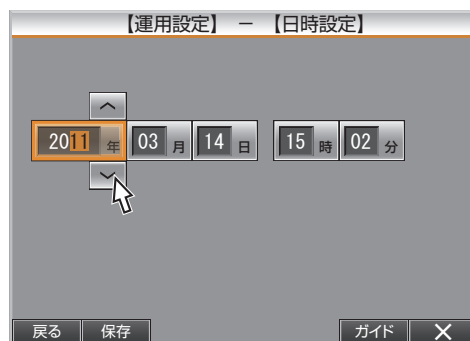 【運用設定】 － 【日時設定】
2011 年 03 月 14 日 15 時 02 分
戻る 保存 ガイド ×